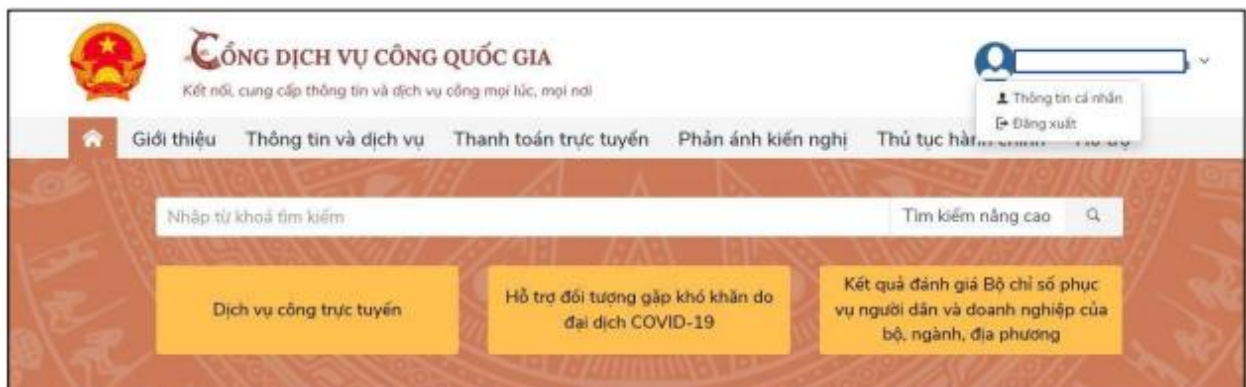 CỔNG DỊCH VỤ CÔNG QUỐC GIA
Kết nối, cung cấp thông tin và dịch vụ công mọi lúc, mọi nơi
Thông tin cá nhân
Đăng xuất
Giới thiệu Thông tin và dịch vụ Thanh toán trực tuyến Phản ánh kiến nghị Thủ tục hành chính
Nhập từ khoá tìm kiếm Tìm kiếm nâng cao
Dịch vụ công trực tuyến
Hỗ trợ đối tượng gặp khó khăn do
đại dịch COVID-19
Kết quả đánh giá Bộ chỉ số phục
vụ người dân và doanh nghiệp của
bộ, ngành, địa phương